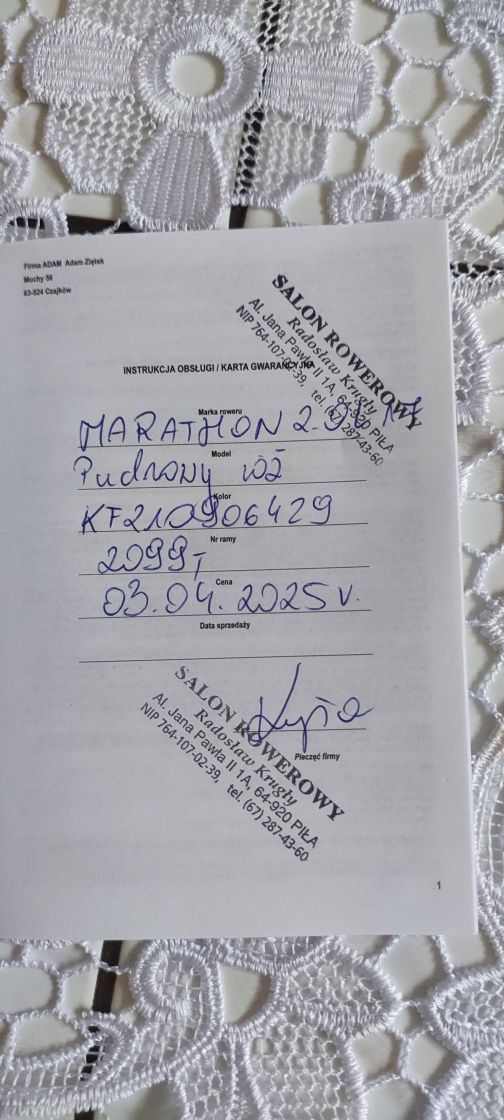 Firma ADAM Adam Ziętek
Mochy 56
63-524 Czajków
SALON ROWEROWY
Radosław Krugły
Al. Jana Pawła II 1A, 64-920 PIŁA
NIP 764-107-02-39, tel. (67) 287-43-60
INSTRUKCJA OBSŁUGI / KARTA GWARANCYJNA
MARATHON
Marka roweru
Pudrowy róż
Model
KF210906429
Kolor
2099,-
Nr ramy
03.04.2025 r.
Cena
Data sprzedaży
SALON ROWEROWY
Radosław Krugły
Al. Jana Pawła II 1A, 64-920 PIŁA
NIP 764-107-02-39, tel. (67) 287-43-60
Pieczęć firmy
1